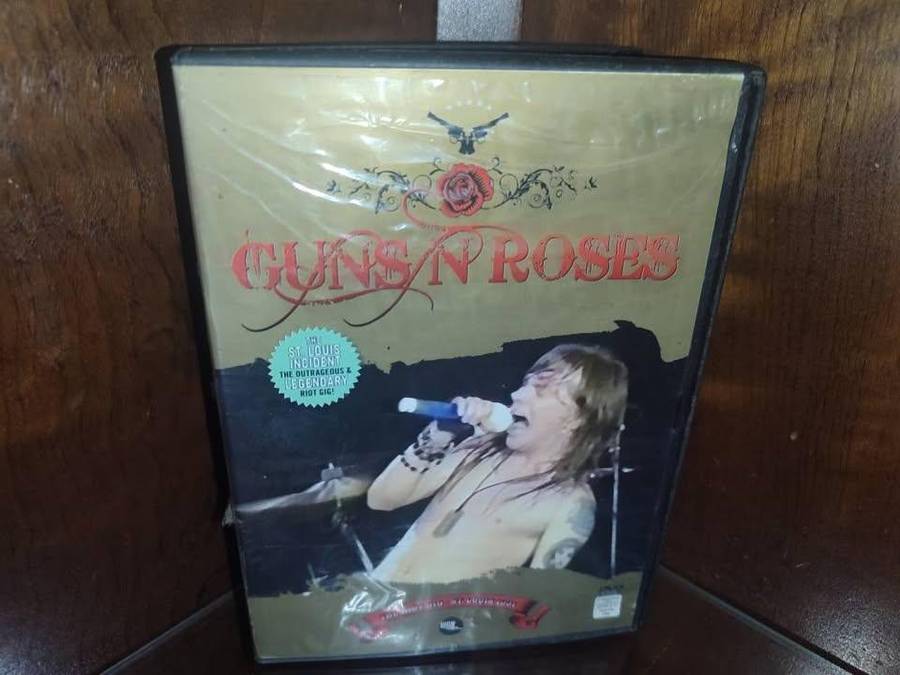 GUNS N' ROSES
THE
ST. LOUIS
INCIDENT
THE OUTRAGEOUS &
LEGENDARY
RIOT GIG!